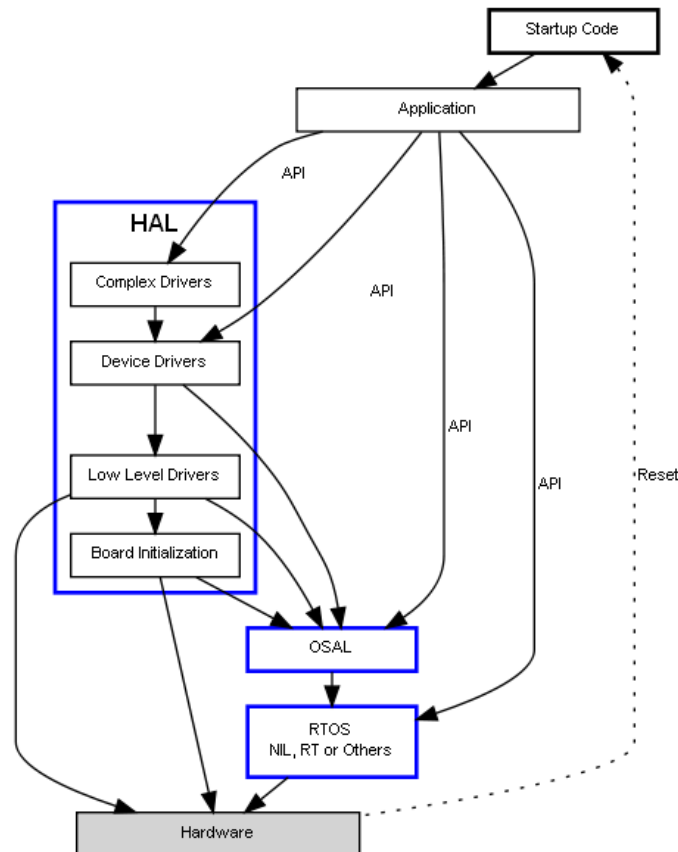 Startup Code
Application
API
HAL
Complex Drivers
API
Device Drivers
API
Low Level Drivers
Reset
API
Board Initialization
OSAL
RTOS
NIL, RT or Others
Hardware